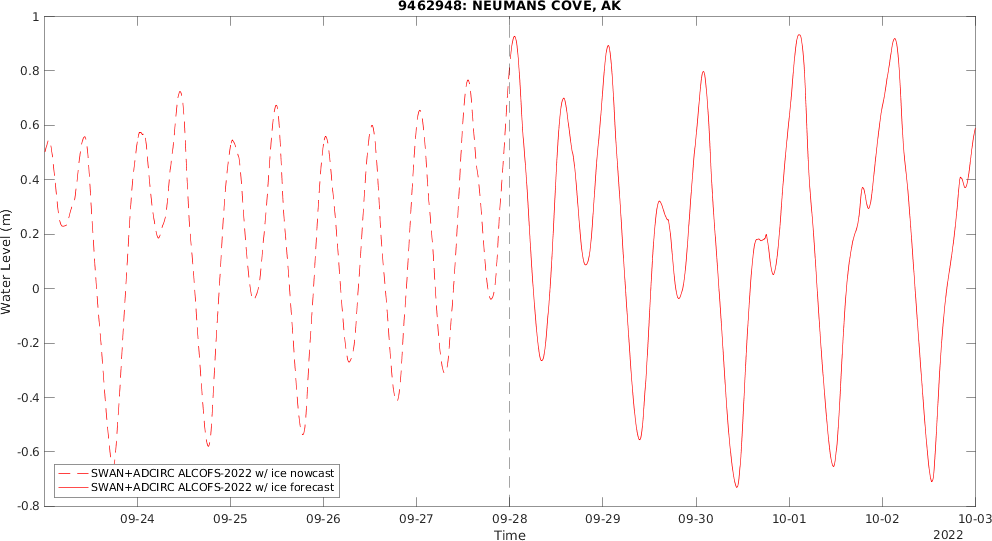 9462948: NEUMANS COVE, AK
1
0.8
0.6
0.4
0.2
0
-0.2
-0.4
-0.6
-0.8
Water Level (m)
SWAN+ADCIRC ALCOFS-2022 w/ ice nowcast
SWAN+ADCIRC ALCOFS-2022 w/ ice forecast
09-24 09-25 09-26 09-27 09-28 09-29 09-30 10-01 10-02 10-03
Time
2022